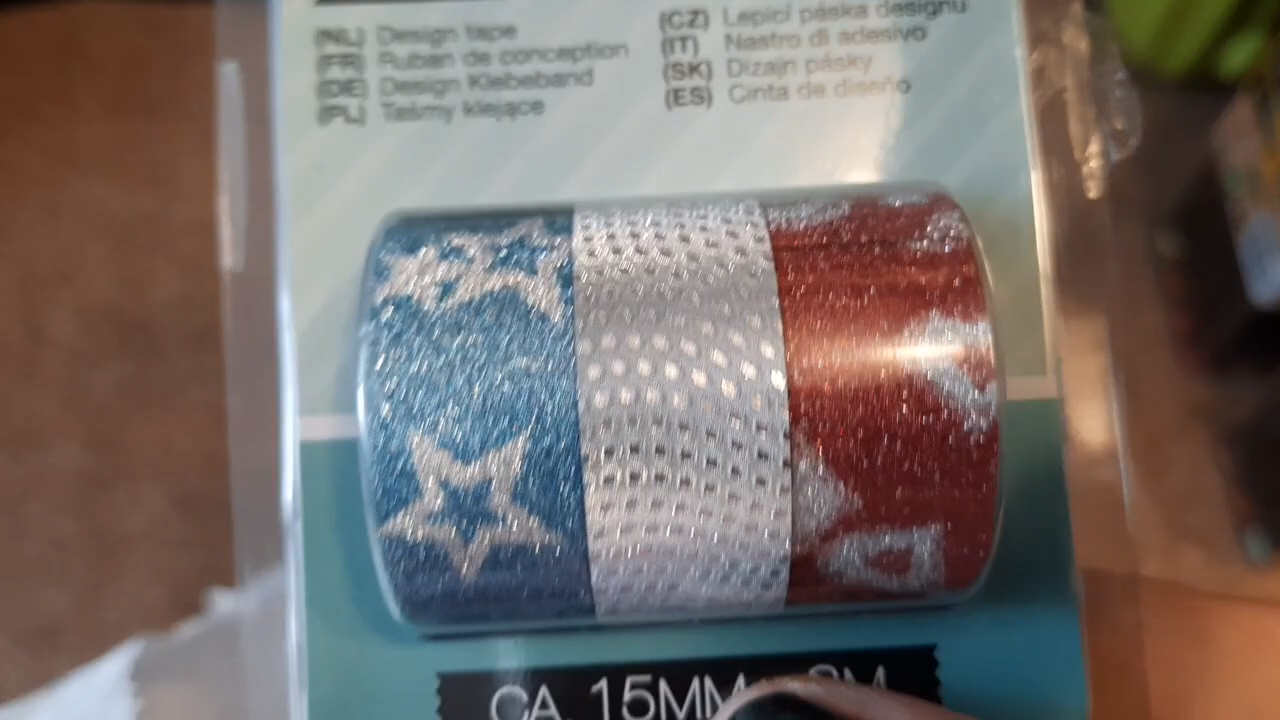 (NL) Design tape
(FR) Ruban de conception
(DE) Design Klebeband
(PL) Taśmy klejące
(CZ) Lepicí páska designu
(IT) Nastro di adesivo
(SK) Dizajn pásky
(ES) Cinta de diseño
CA. 15MM